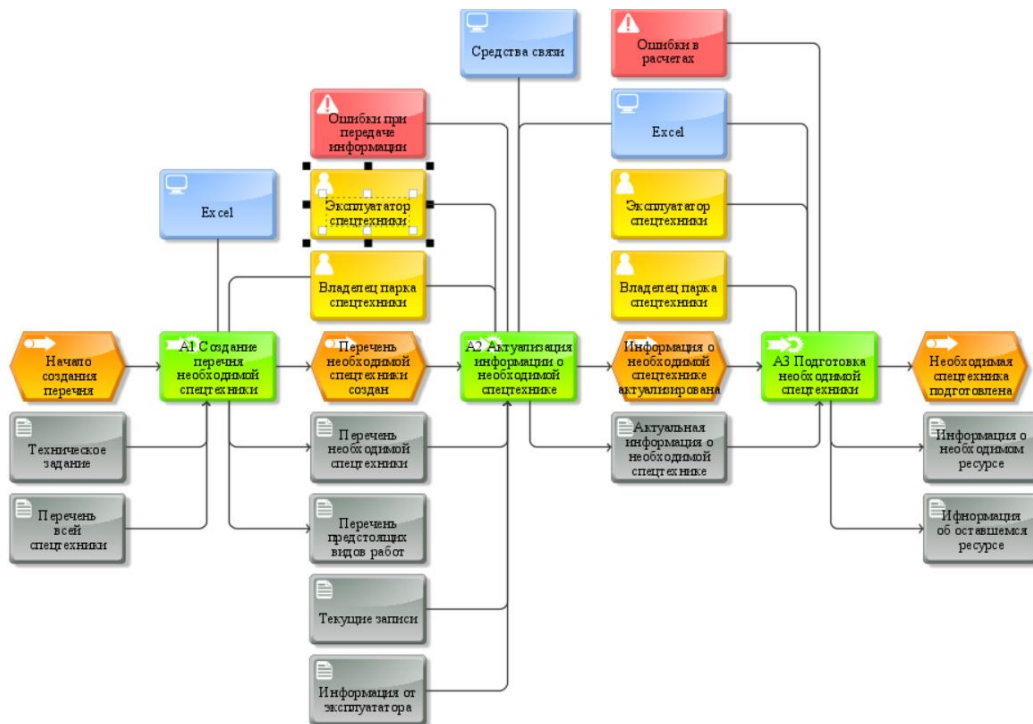 Средства связи
Ошибки в
расчетах
Ошибки при
передаче
информации
Excel
Excel
Эксплуататор
спецтехники
Эксплуататор
спецтехники
Владелец парка
спецтехники
Владелец парка
спецтехники
Начало
создания
перечня
А1 Создание
перечня
необходимой
спецтехники
Перечень
необходимой
спецтехники
создан
А2 Актуализация
информации о
необходимой
спецтехнике
Информация о
необходимой
спецтехнике
актуализирована
А3 Подготовка
необходимой
спецтехники
Необходимая
спецтехника
подготовлена
Техническое
задание
Перечень
необходимой
спецтехники
Актуальная
информация о
необходимой
спецтехнике
Информация о
необходимом
ресурсе
Перечень
всей
спецтехники
Перечень
предстоящих
видов работ
Ифнормация
об оставшемся
ресурсе
Текущие записи
Информация от
эксплуататора